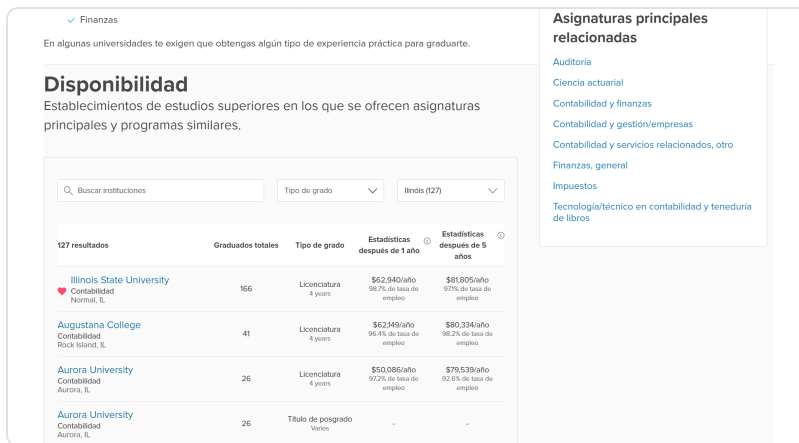 Finanzas
En algunas universidades te exigen que obtengas algún tipo de experiencia práctica para graduarte.
Disponibilidad
Establecimientos de estudios superiores en los que se ofrecen asignaturas
principales y programas similares.
Buscar instituciones
Tipo de grado
Illinóis (127)
127 resultados
Graduados totales
Tipo de grado
Estadísticas
después de 1 año
Estadísticas
después de 5
años
Illinois State University
Contabilidad
Normal, IL
166
Licenciatura
4 years
$62,940/año
98.7% de tasa de
empleo
$81,805/año
97.1% de tasa de
empleo
Augustana College
Contabilidad
Rock Island, IL
41
Licenciatura
4 years
$62,149/año
96.4% de tasa de
empleo
$80,334/año
98.2% de tasa de
empleo
Aurora University
Contabilidad
Aurora, IL
26
Licenciatura
4 years
$50,086/año
97.2% de tasa de
empleo
$79,539/año
92.6% de tasa de
empleo
Aurora University
Contabilidad
Aurora, IL
26
Título de posgrado
Varies
-
-
Asignaturas principales
relacionadas
Auditoría
Ciencia actuarial
Contabilidad y finanzas
Contabilidad y gestión/empresas
Contabilidad y servicios relacionados, otro
Finanzas, general
Impuestos
Tecnología/técnico en contabilidad y teneduría
de libros